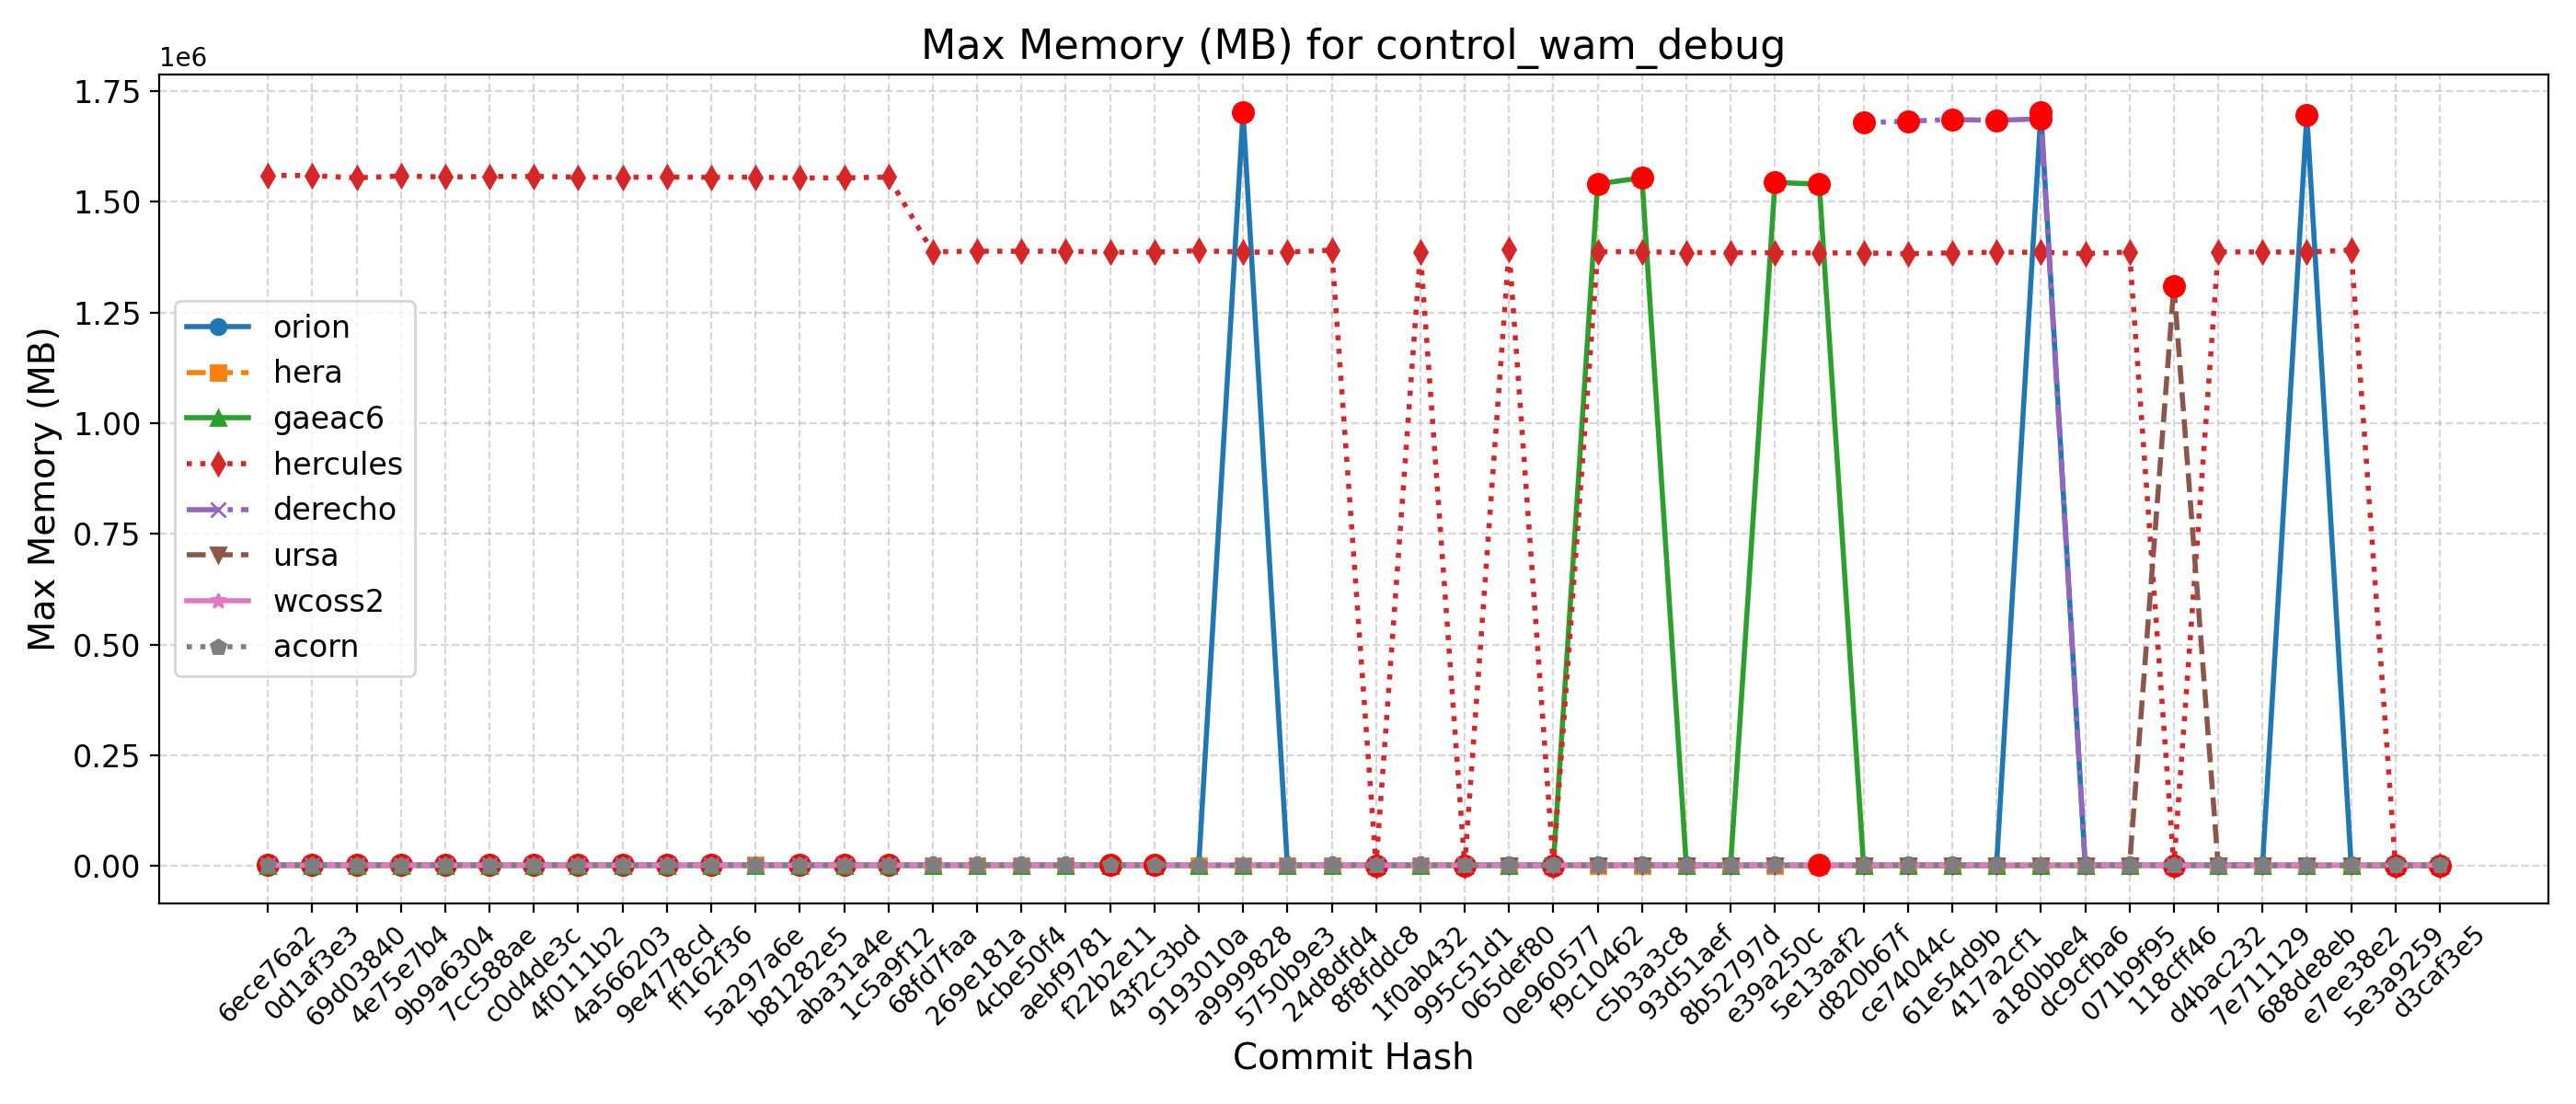 Max Memory (MB) for control_wam_debug
1e6
1.75
1.50
1.25
1.00
0.75
0.50
0.25
0.00
Max Memory (MB)
orion
hera
gaeac6
hercules
derecho
ursa
wcoss2
acorn
6ece76a2
0d1af3e3
69d03840
4e75e7b4
9b9a6304
7cc588ae
c0d4de3c
4f0111b2
4a566203
9e4778cd
ff162f36
5a297a6e
b81282e5
aba31a4e
1c5a9f12
68fd7faa
269e181a
4cbe50f4
aebf9781
f22b2e11
43f2c3bd
9193010a
a9999828
5750b9e3
24d8dfd4
8f8fddc8
1f0ab432
995c51d1
065def80
0e960577
f9c10462
c5b3a3c8
93d51aef
8b52797d
e39a250c
5e13aaf2
d820b67f
ce74044c
61e54d9b
417a2cf1
a180bbe4
dc9cfba6
071b9f95
118cff46
d4bac232
7e711129
688de8eb
e7ee38e2
5e3a9259
d3caf3e5
Commit Hash